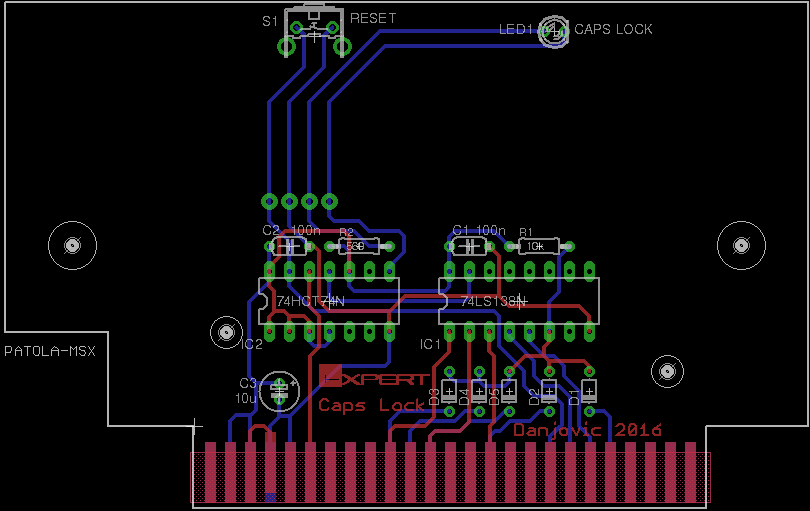 S1 RESET
LED1 CAPS LOCK
C2 100n R2 560 C1 100n R1 10k
74HCT74N 74LS138N
IC2 IC1
PATOLA-MSX
EXPERT
C3 10u
Caps Lock
D3 D4 D5 D2 D1
Danjovic 2016